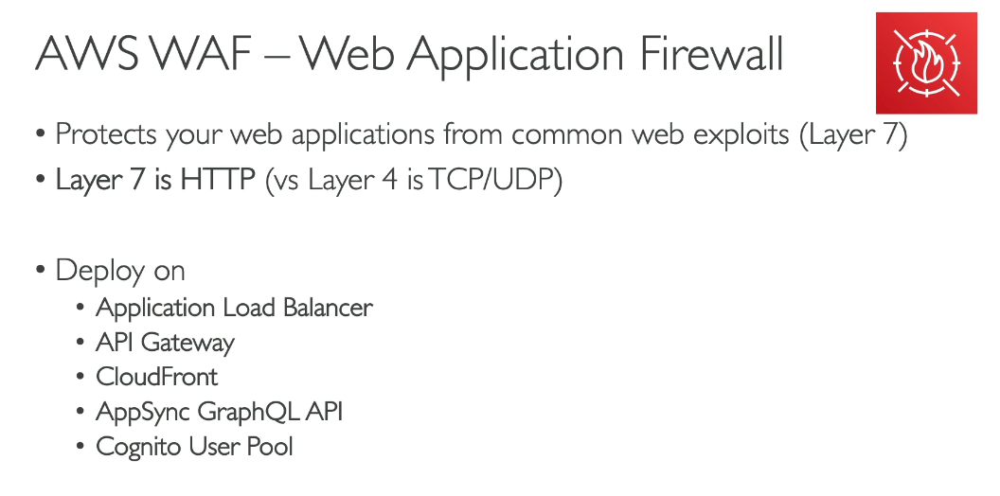 AWS WAF – Web Application Firewall
• Protects your web applications from common web exploits (Layer 7)
• Layer 7 is HTTP (vs Layer 4 is TCP/UDP)
• Deploy on
• Application Load Balancer
• API Gateway
• CloudFront
• AppSync GraphQL API
• Cognito User Pool